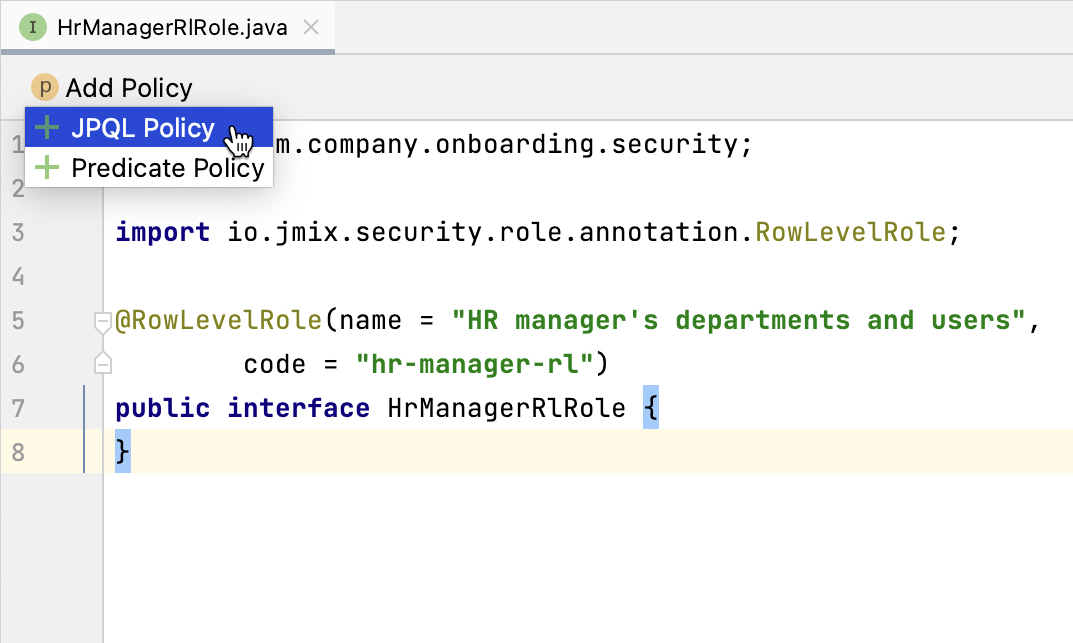 I HrManagerRlRole.java
p Add Policy
JPQL Policy
Predicate Policy
1 m.company.onboarding.security;
2
3 import io.jmix.security.role.annotation.RowLevelRole;
4
5 @RowLevelRole(name = "HR manager's departments and users",
6 code = "hr-manager-rl")
7 public interface HrManagerRlRole {
8 }